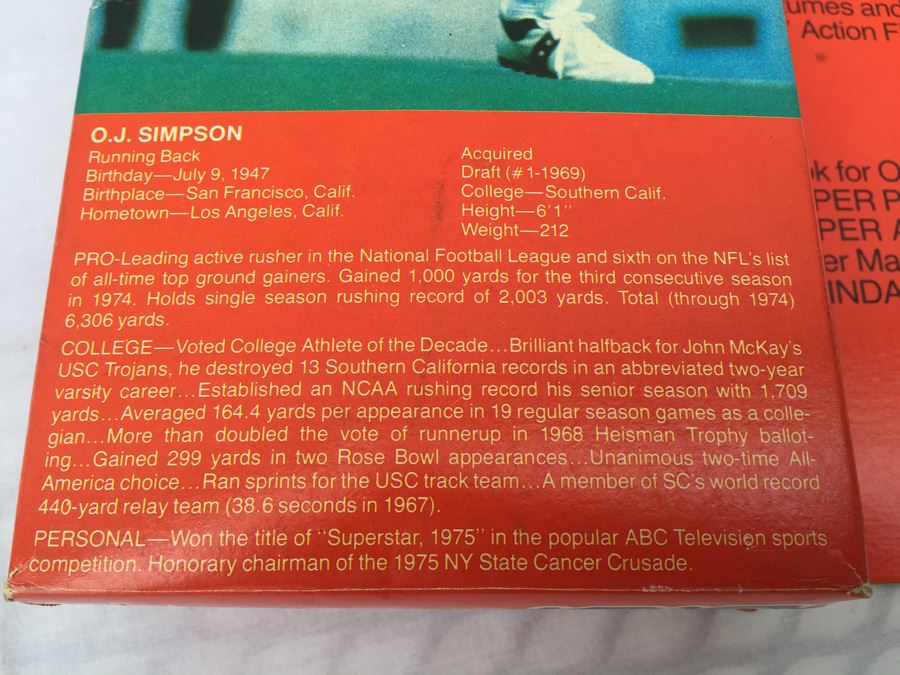 O.J. SIMPSON
Running Back
Birthday—July 9, 1947
Birthplace—San Francisco, Calif.
Hometown—Los Angeles, Calif.
Acquired
Draft (#1-1969)
College—Southern Calif.
Height—6'1"
Weight—212
PRO-Leading active rusher in the National Football League and sixth on the NFL's list
of all-time top ground gainers. Gained 1,000 yards for the third consecutive season
in 1974. Holds single season rushing record of 2,003 yards. Total (through 1974)
6,306 yards.
COLLEGE—Voted College Athlete of the Decade...Brilliant halfback for John McKay's
USC Trojans, he destroyed 13 Southern California records in an abbreviated two-year
varsity career...Established an NCAA rushing record his senior season with 1,709
yards...Averaged 164.4 yards per appearance in 19 regular season games as a colle-
gian...More than doubled the vote of runnerup in 1968 Heisman Trophy ballot-
ing...Gained 299 yards in two Rose Bowl appearances...Unanimous two-time All-
America choice...Ran sprints for the USC track team...A member of SC's world record
440-yard relay team (38.6 seconds in 1967).
PERSONAL—Won the title of "Superstar, 1975" in the popular ABC Television sports
competition. Honorary chairman of the 1975 NY State Cancer Crusade.
and
Action
for